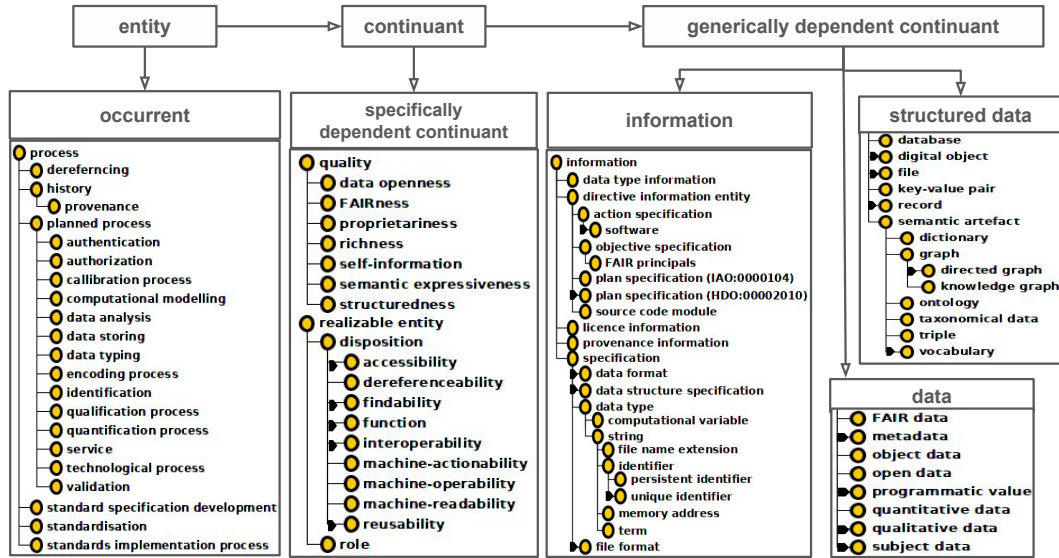 entity
continuant
generically dependent continuant
occurrent
process
dereferncing
history
provenance
planned process
authentication
authorization
callibration process
computational modelling
data analysis
data storing
data typing
encoding process
identification
qualification process
quantification process
service
technological process
validation
standard specification development
standardisation
standards implementation process
specifically
dependent continuant
quality
data openness
FAIRness
proprietariness
richness
self-information
semantic expressiveness
structuredness
realizable entity
disposition
accessibility
dereferenceability
findability
function
interoperability
machine-actionability
machine-operability
machine-readability
reusability
role
information
information
data type information
directive information entity
action specification
software
objective specification
FAIR principals
plan specification (IAO:0000104)
plan specification (HDO:00002010)
source code module
licence information
provenance information
specification
data format
data structure specification
data type
computational variable
string
file name extension
identifier
persistent identifier
unique identifier
memory address
term
file format
structured data
database
digital object
file
key-value pair
record
semantic artefact
dictionary
graph
directed graph
knowledge graph
ontology
taxonomical data
triple
vocabulary
data
FAIR data
metadata
object data
open data
programmatic value
quantitative data
qualitative data
subject data